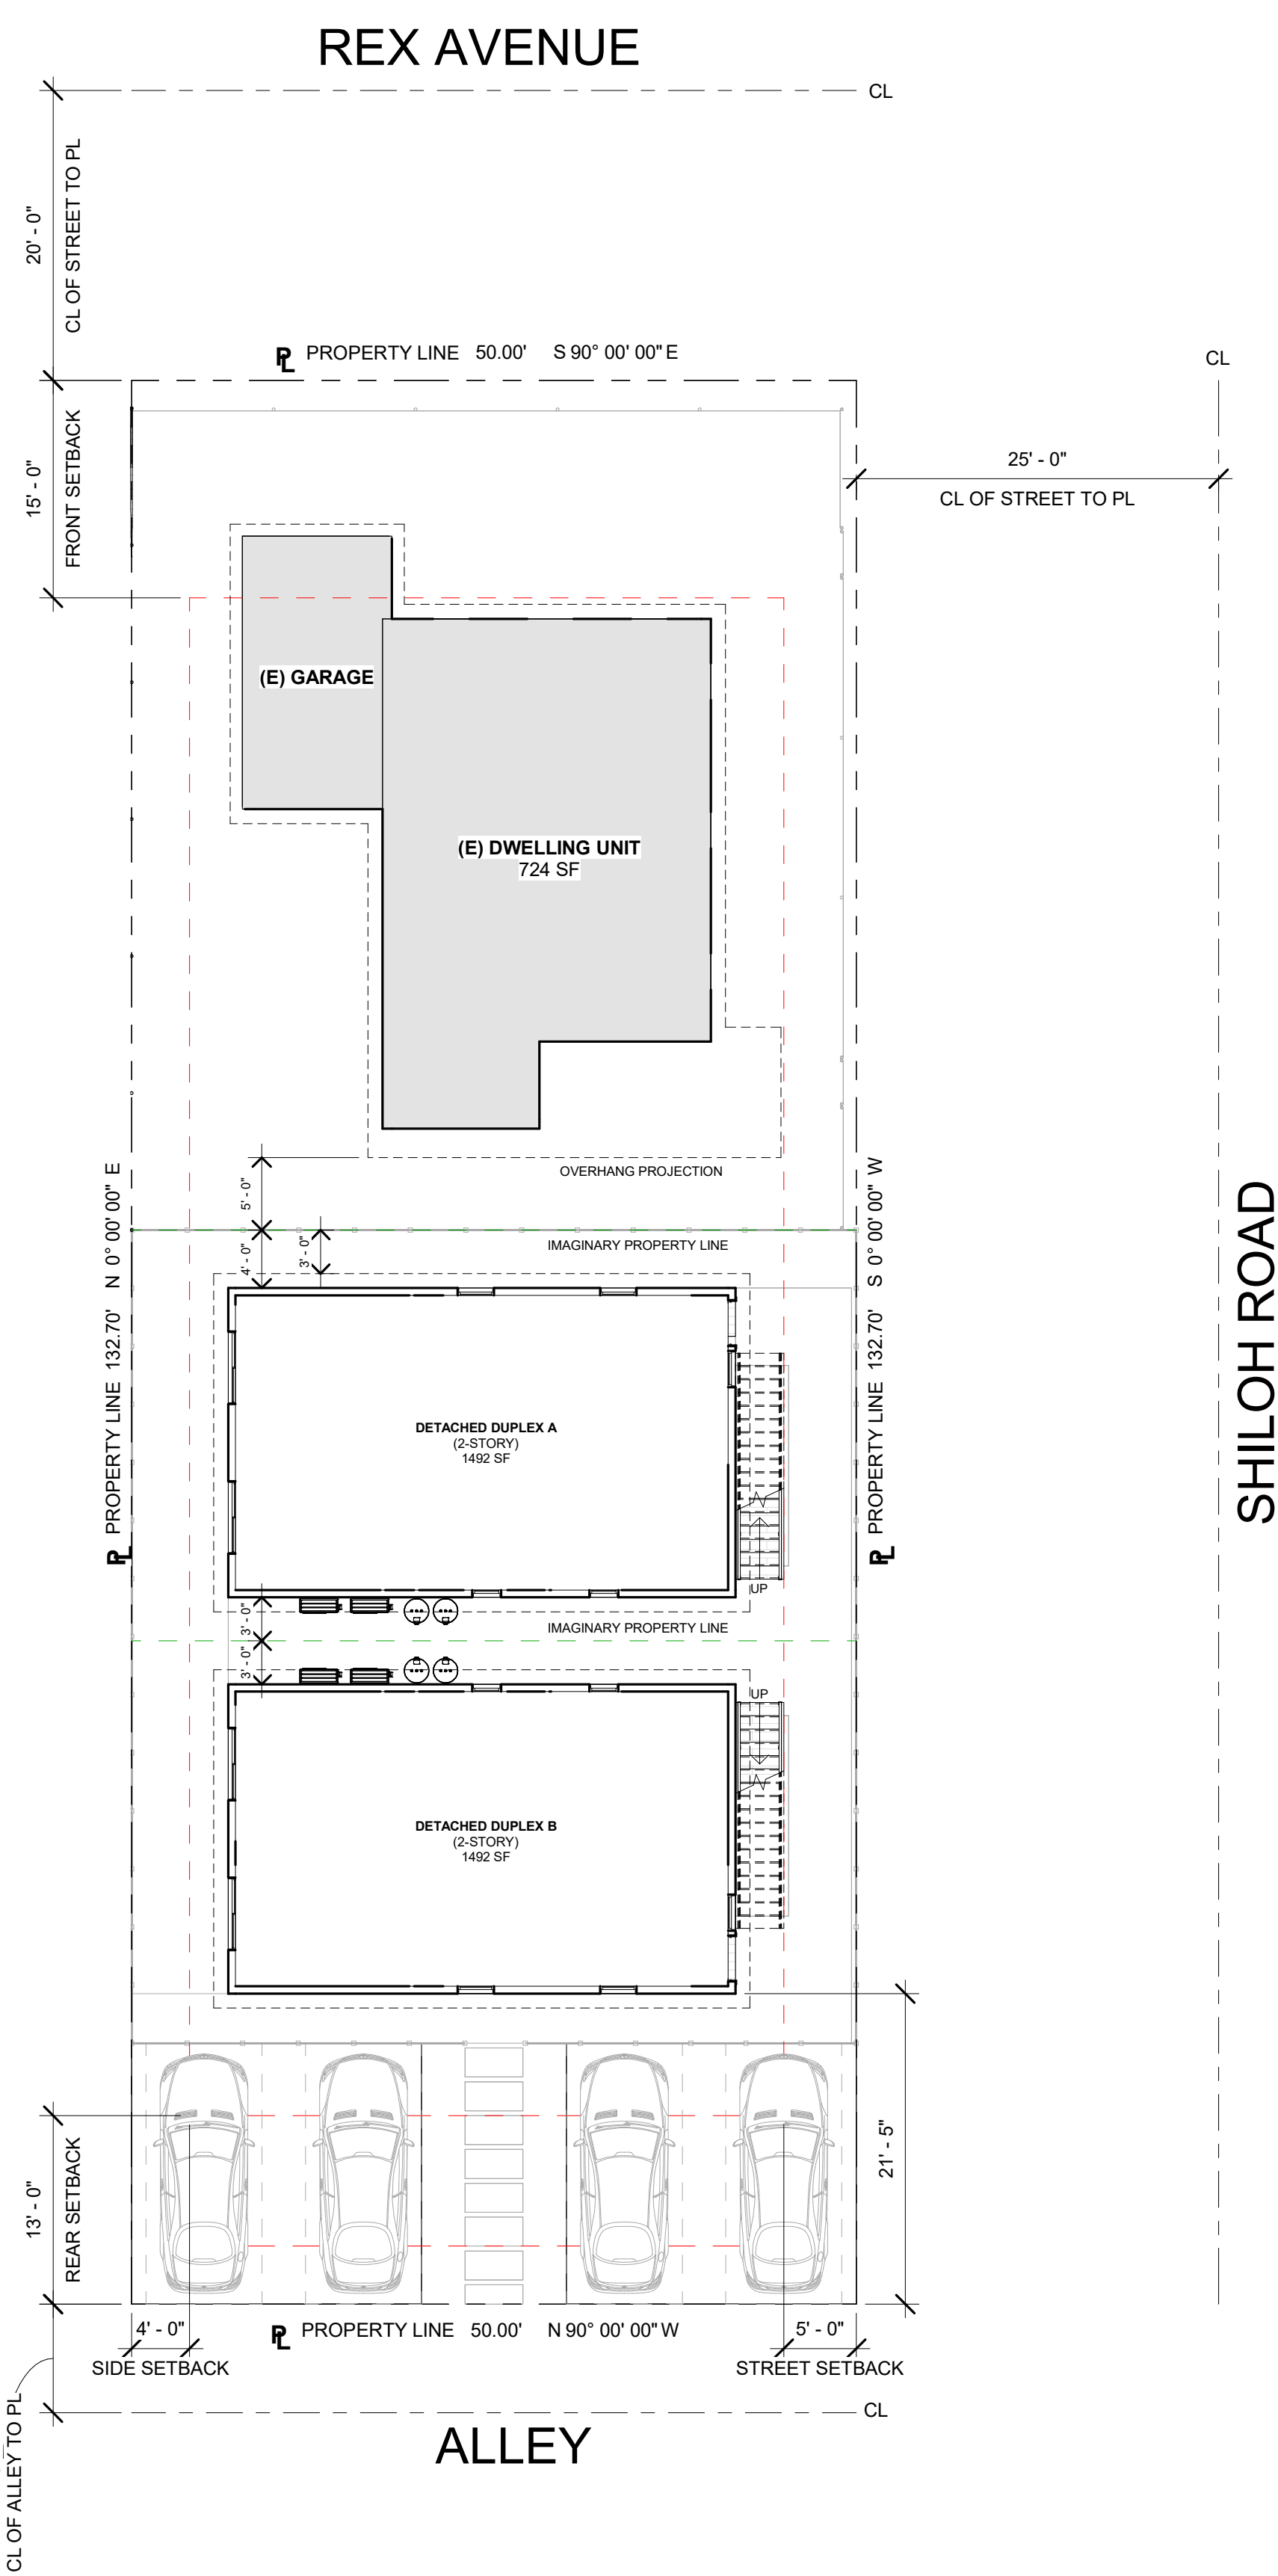 REX AVENUE
CL
20' - 0"
CL OF STREET TO PL
PL PROPERTY LINE 50.00' S 90° 00' 00" E
CL
15' - 0"
FRONT SETBACK
25' - 0"
CL OF STREET TO PL
(E) GARAGE
(E) DWELLING UNIT
724 SF
OVERHANG PROJECTION
5' - 0"
IMAGINARY PROPERTY LINE
4' - 0"
3' - 0"
PL PROPERTY LINE 132.70' N 0° 00' 00" E
PL PROPERTY LINE 132.70' S 0° 00' 00" W
SHILOH ROAD
DETACHED DUPLEX A
(2-STORY)
1492 SF
UP
3' - 0"
IMAGINARY PROPERTY LINE
3' - 0"
UP
DETACHED DUPLEX B
(2-STORY)
1492 SF
21' - 5"
13' - 0"
REAR SETBACK
4' - 0"
SIDE SETBACK
PL PROPERTY LINE 50.00' N 90° 00' 00" W
5' - 0"
STREET SETBACK
CL
ALLEY
CL OF ALLEY TO PL